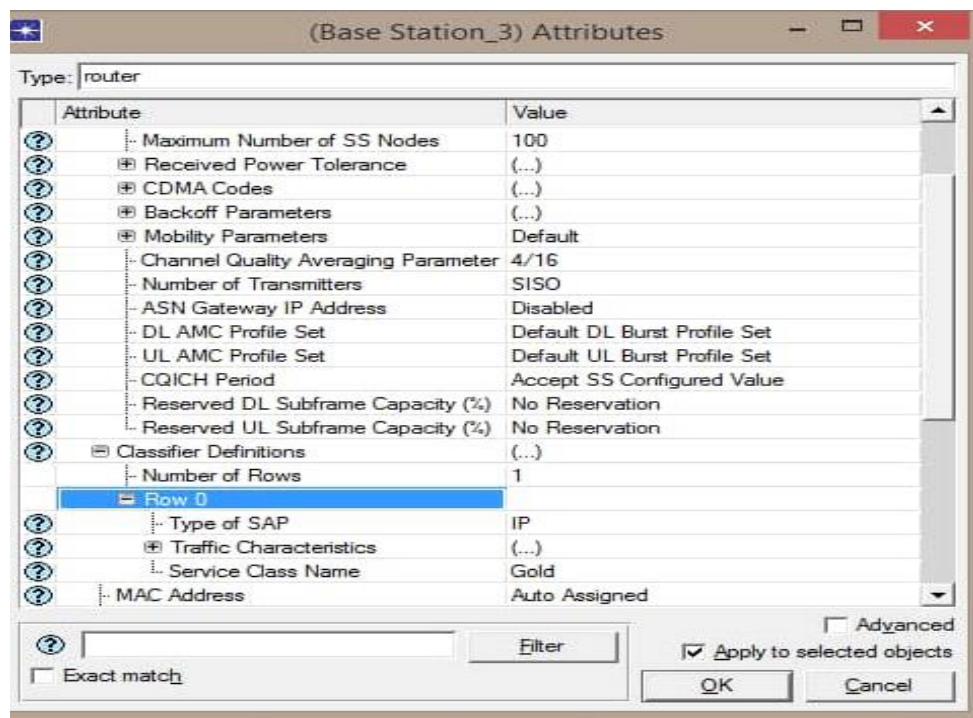 (Base Station_3) Attributes
Type: router
Attribute Value
Maximum Number of SS Nodes 100
Received Power Tolerance (...)
CDMA Codes (...)
Backoff Parameters (...)
Mobility Parameters Default
Channel Quality Averaging Parameter 4/16
Number of Transmitters SISO
ASN Gateway IP Address Disabled
DL AMC Profile Set Default DL Burst Profile Set
UL AMC Profile Set Default UL Burst Profile Set
CQICH Period Accept SS Configured Value
Reserved DL Subframe Capacity (%) No Reservation
Reserved UL Subframe Capacity (%) No Reservation
Classifier Definitions (...)
Number of Rows 1
Row 0
Type of SAP IP
Traffic Characteristics (...)
Service Class Name Gold
MAC Address Auto Assigned
Advanced
Filter
Apply to selected objects
Exact match
OK Cancel